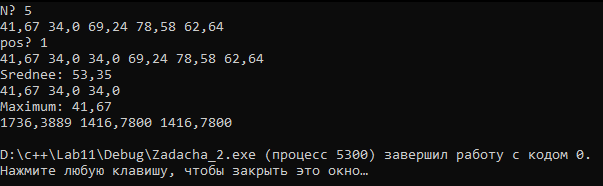 N? 5
41,67 34,0 69,24 78,58 62,64
pos? 1
41,67 34,0 34,0 69,24 78,58 62,64
Srednee: 53,35
41,67 34,0 34,0
Maximum: 41,67
1736,3889 1416,7800 1416,7800
D:\c++\Lab11\Debug\Zadacha_2.exe (процесс 5300) завершил работу с кодом 0.
Нажмите любую клавишу, чтобы закрыть это окно…